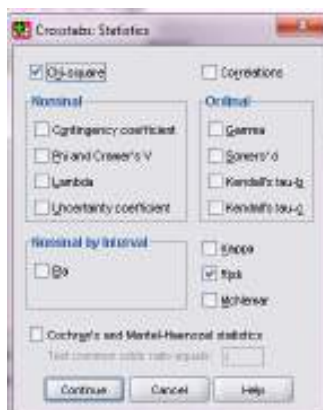 Crosstabs: Statistics
Chi-square
Correlations
Nominal
Ordinal
Contingency coefficient
Gamma
Phi and Cramer's V
Somers' d
Lambda
Kendall's tau-b
Uncertainty coefficient
Kendall's tau-c
Nominal by Interval
Kappa
Eta
Risk
McNemar
Cochran's and Mantel-Haenszel statistics
Test common odds ratio equals:
Continue
Cancel
Help